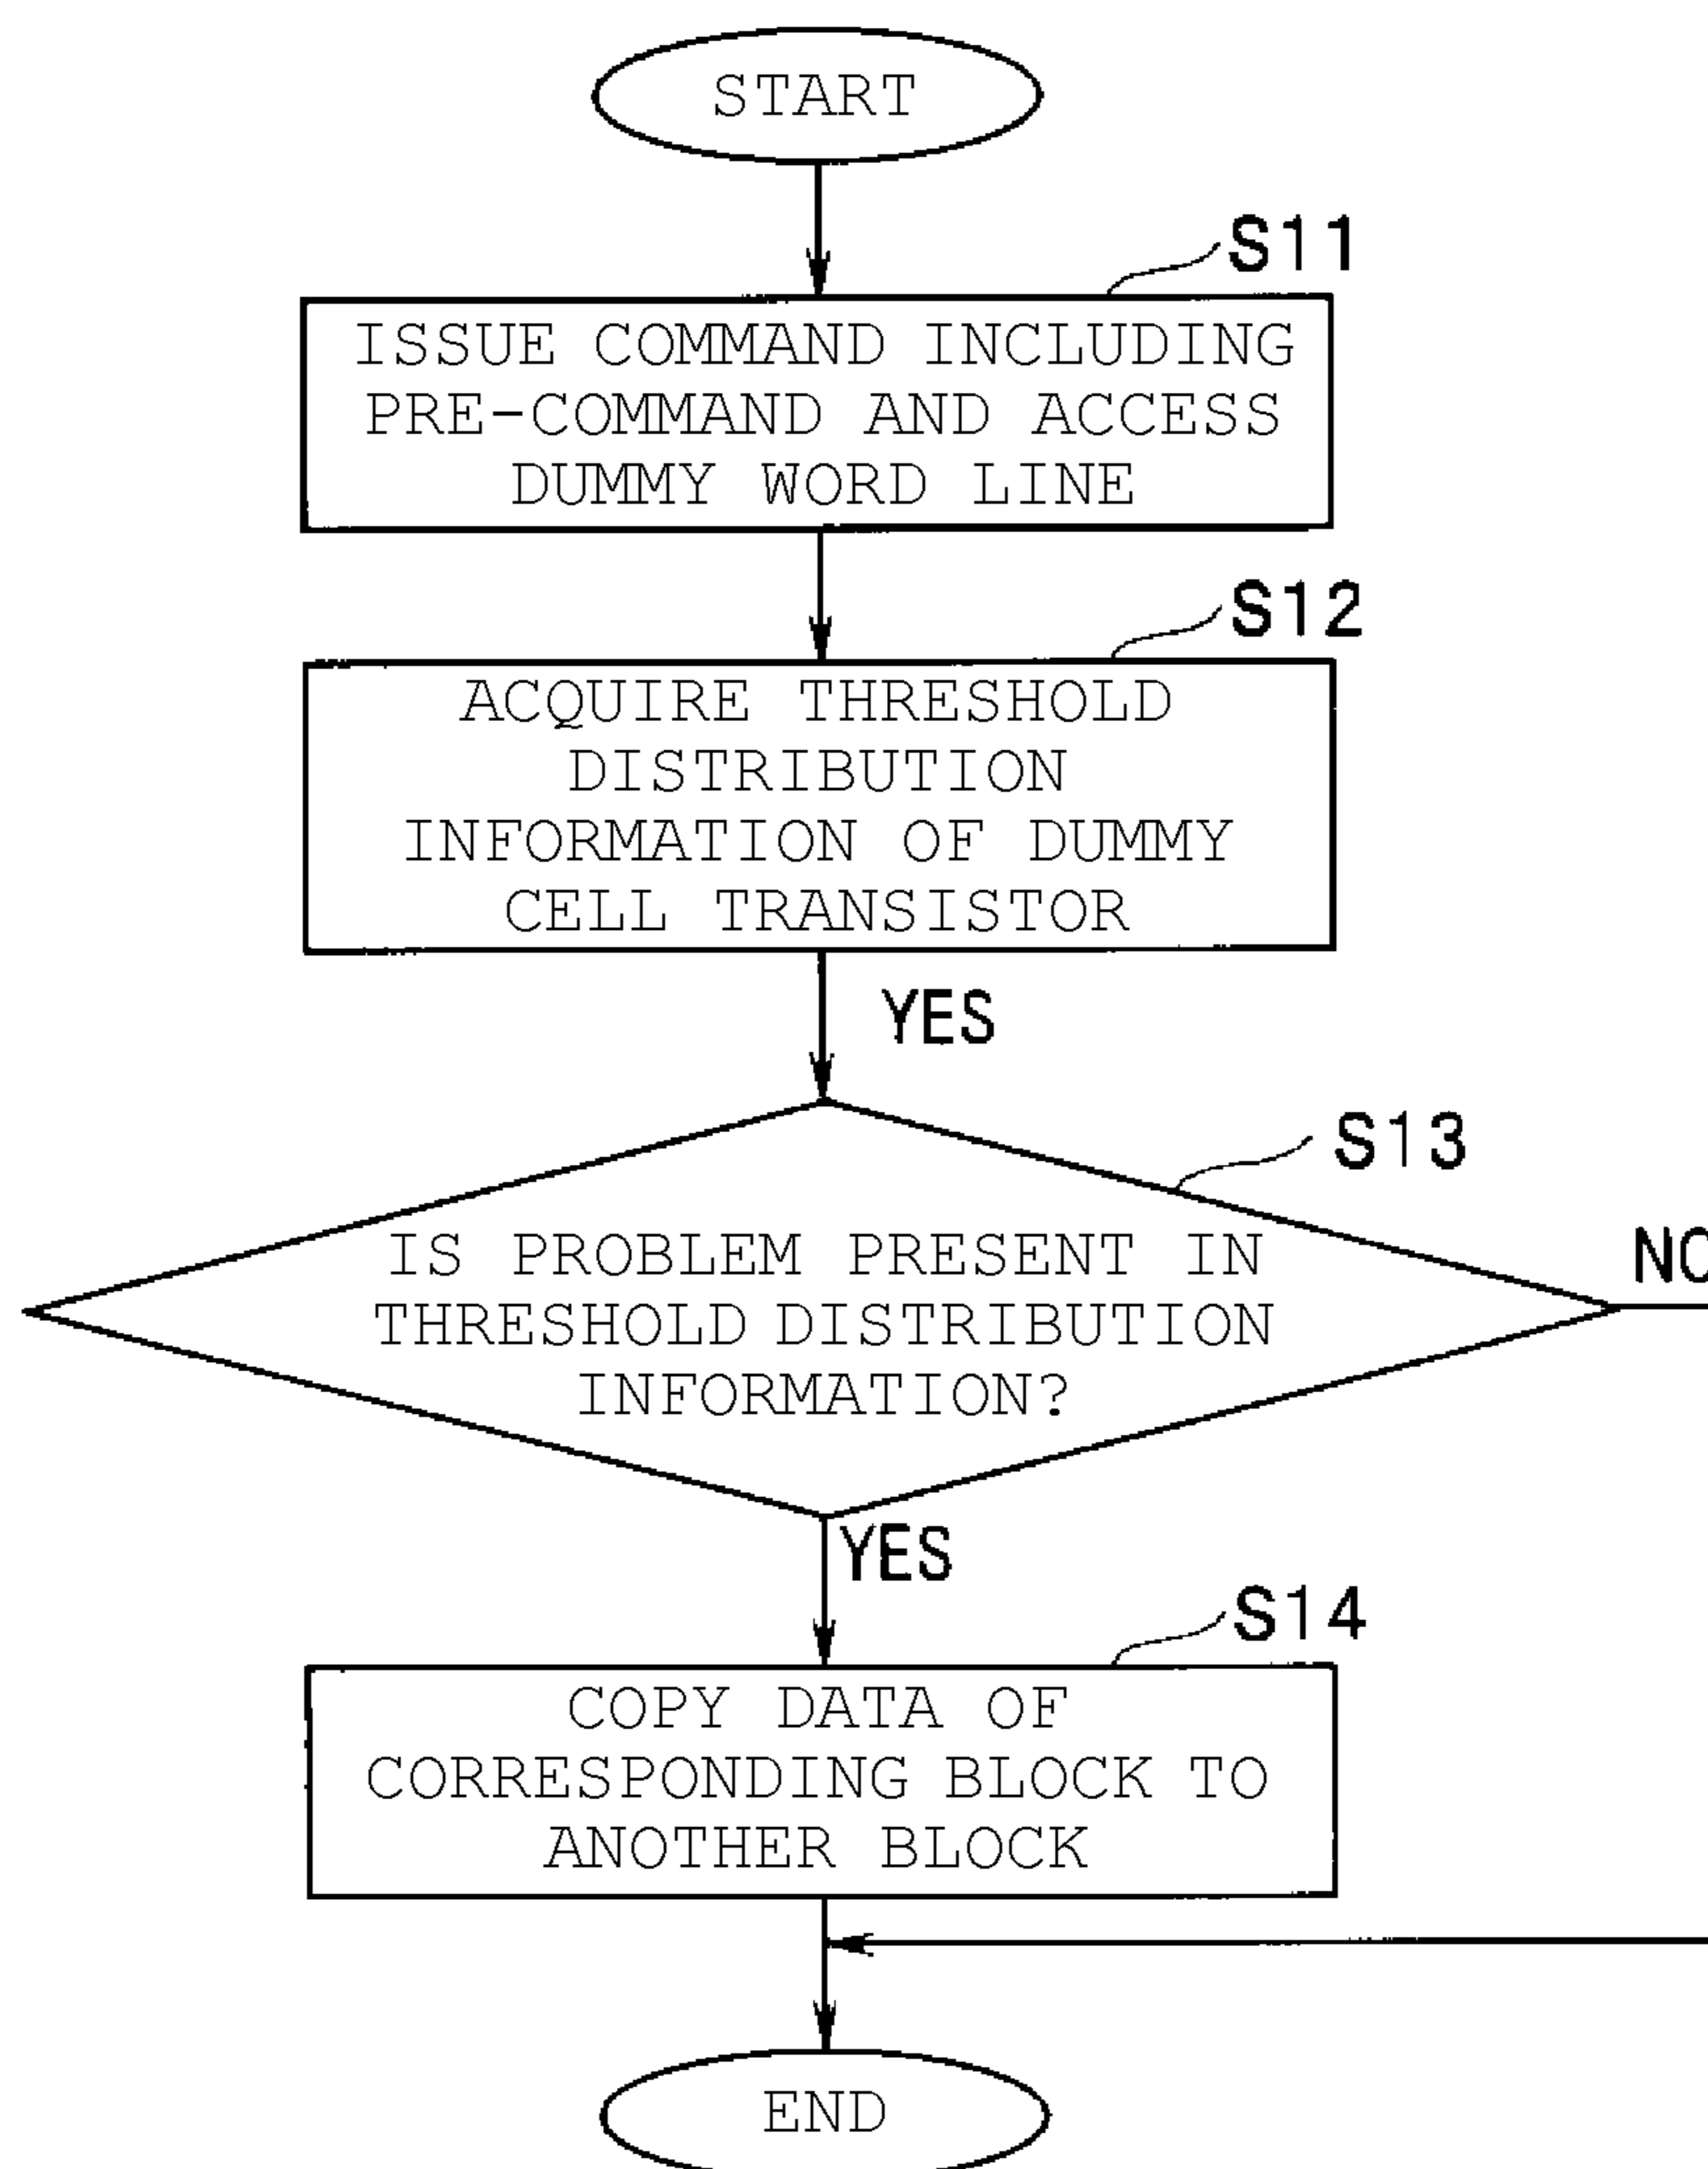 START
S11
ISSUE COMMAND INCLUDING
PRE-COMMAND AND ACCESS
DUMMY WORD LINE
S12
ACQUIRE THRESHOLD
DISTRIBUTION
INFORMATION OF DUMMY
CELL TRANSISTOR
YES
S13
IS PROBLEM PRESENT IN
THRESHOLD DISTRIBUTION
INFORMATION?
NO
YES
S14
COPY DATA OF
CORRESPONDING BLOCK TO
ANOTHER BLOCK
END